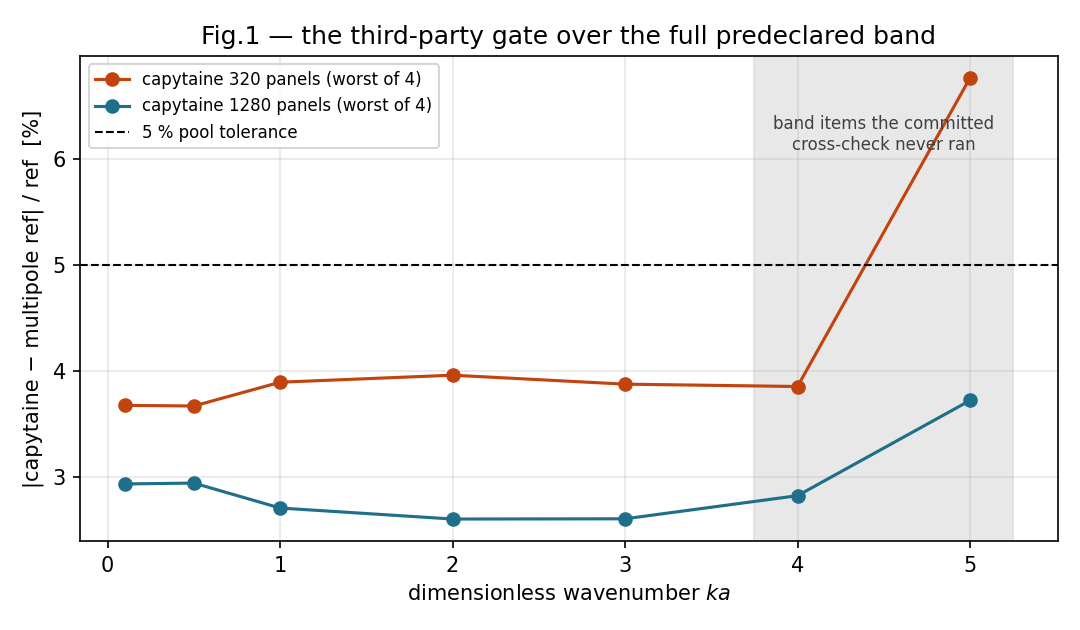 Fig.1 — the third-party gate over the full predeclared band
capytaine 320 panels (worst of 4)
capytaine 1280 panels (worst of 4)
5 % pool tolerance
band items the committed
cross-check never ran
|capytaine − multipole ref| / ref [%]
6
5
4
3
0
1
2
3
4
5
dimensionless wavenumber ka